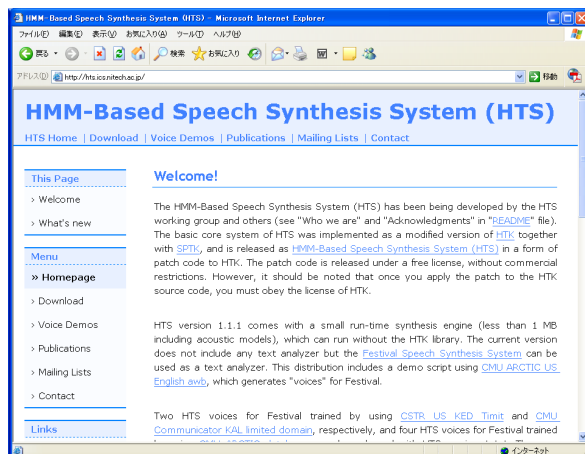 HMM-Based Speech Synthesis System (HTS) - Microsoft Internet Explorer
ファイル(F) 編集(E) 表示(V) お気に入り(A) ツール(T) ヘルプ(H)
戻る 検索 お気に入り
アドレス(D) http://hts.ics.nitech.ac.jp/ 移動
HMM-Based Speech Synthesis System (HTS)
HTS Home | Download | Voice Demos | Publications | Mailing Lists | Contact
This Page
› Welcome
› What's new
Menu
» Homepage
› Download
› Voice Demos
› Publications
› Mailing Lists
› Contact
Links
Welcome!
The HMM-Based Speech Synthesis System (HTS) has been being developed by the HTS
working group and others (see "Who we are" and "Acknowledgments" in "README" file).
The basic core system of HTS was implemented as a modified version of HTK together
with SPTK, and is released as HMM-Based Speech Synthesis System (HTS) in a form of
patch code to HTK. The patch code is released under a free license, without commercial
restrictions. However, it should be noted that once you apply the patch to the HTK
source code, you must obey the license of HTK.
HTS version 1.1.1 comes with a small run-time synthesis engine (less than 1 MB
including acoustic models), which can run without the HTK library. The current version
does not include any text analyzer but the Festival Speech Synthesis System can be
used as a text analyzer. This distribution includes a demo script using CMU ARCTIC US
English awb, which generates "voices" for Festival.
Two HTS voices for Festival trained by using CSTR US KED Timit and CMU
Communicator KAL limited domain, respectively, and four HTS voices for Festival trained
インターネット